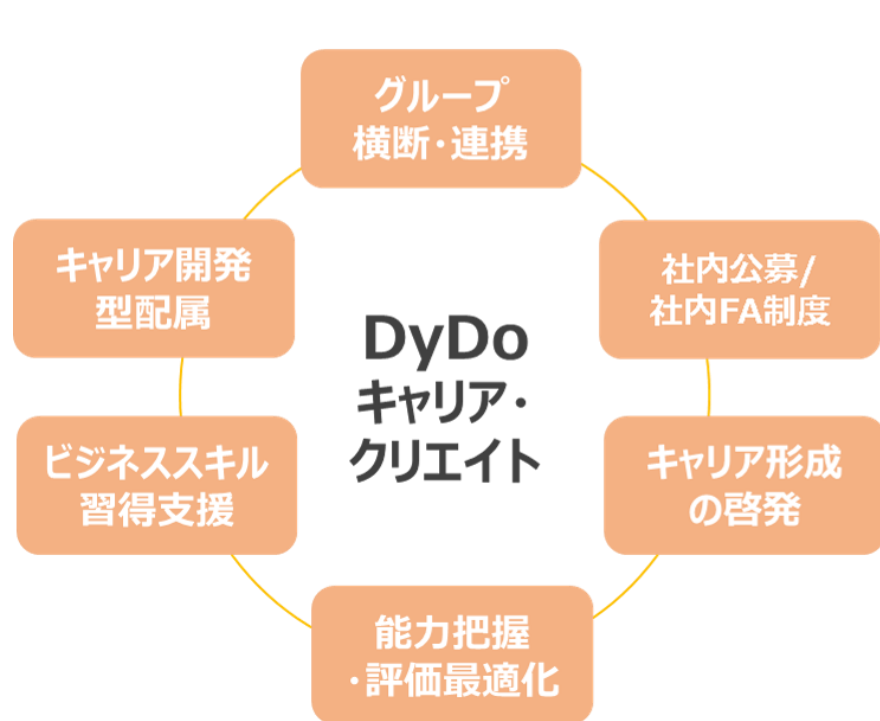 グループ
横断・連携
社内公募/
社内FA制度
キャリア形成
の啓発
能力把握
・評価最適化
ビジネススキル
習得支援
キャリア開発
型配属
DyDo
キャリア・
クリエイト